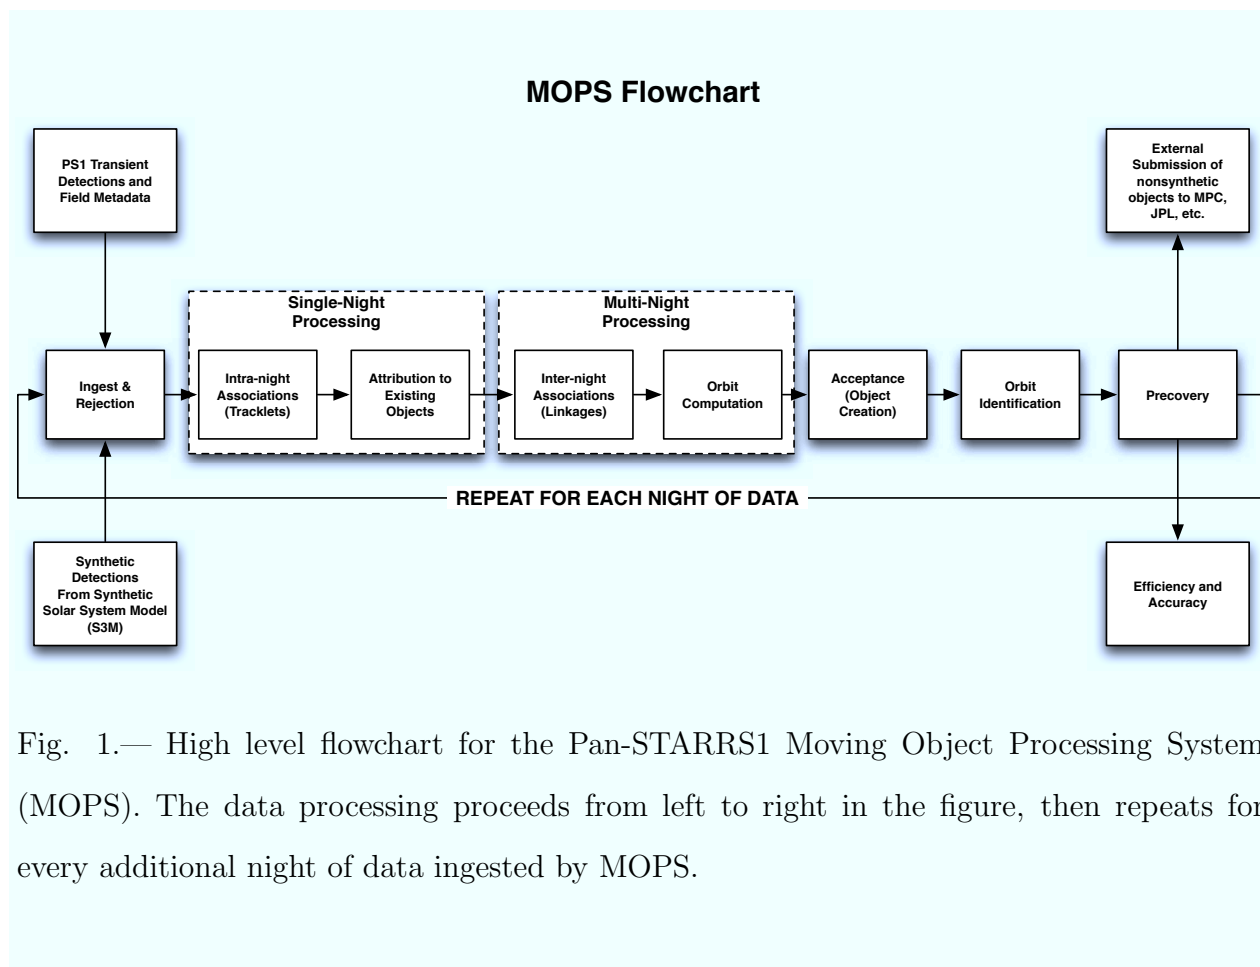 MOPS Flowchart
PS1 Transient
Detections and
Field Metadata
External
Submission of
nonsynthetic
objects to MPC,
JPL, etc.
Single-Night
Processing
Multi-Night
Processing
Ingest &
Rejection
Intra-night
Associations
(Tracklets)
Attribution to
Existing
Objects
Inter-night
Associations
(Linkages)
Orbit
Computation
Acceptance
(Object
Creation)
Orbit
Identification
Precovery
REPEAT FOR EACH NIGHT OF DATA
Synthetic
Detections
From Synthetic
Solar System Model
(S3M)
Efficiency and
Accuracy
Fig. 1.— High level flowchart for the Pan-STARRS1 Moving Object Processing System
(MOPS). The data processing proceeds from left to right in the figure, then repeats for
every additional night of data ingested by MOPS.